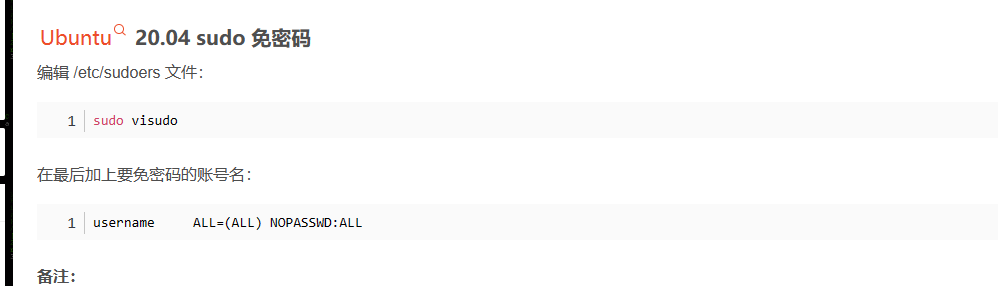 Ubuntu 20.04 sudo 免密码
编辑 /etc/sudoers 文件：
1 sudo visudo
在最后加上要免密码的账号名：
1 username     ALL=(ALL) NOPASSWD:ALL
备注：